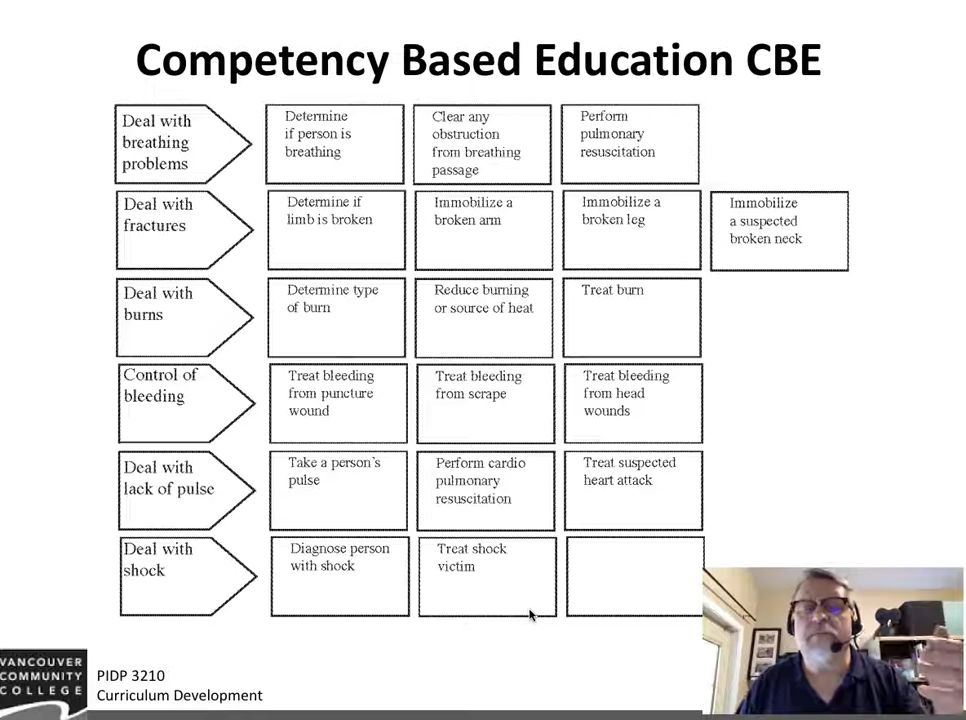 Competency Based Education CBE
Deal with
breathing
problems
Determine
if person is
breathing
Clear any
obstruction
from breathing
passage
Perform
pulmonary
resuscitation
Deal with
fractures
Determine if
limb is broken
Immobilize a
broken arm
Immobilize a
broken leg
Immobilize
a suspected
broken neck
Deal with
burns
Determine type
of burn
Reduce burning
or source of heat
Treat burn
Control of
bleeding
Treat bleeding
from puncture
wound
Treat bleeding
from scrape
Treat bleeding
from head
wounds
Deal with
lack of pulse
Take a person's
pulse
Perform cardio
pulmonary
resuscitation
Treat suspected
heart attack
Deal with
shock
Diagnose person
with shock
Treat shock
victim
VANCOUVER
COMMUNITY
COLLEGE
PIDP 3210
Curriculum Development